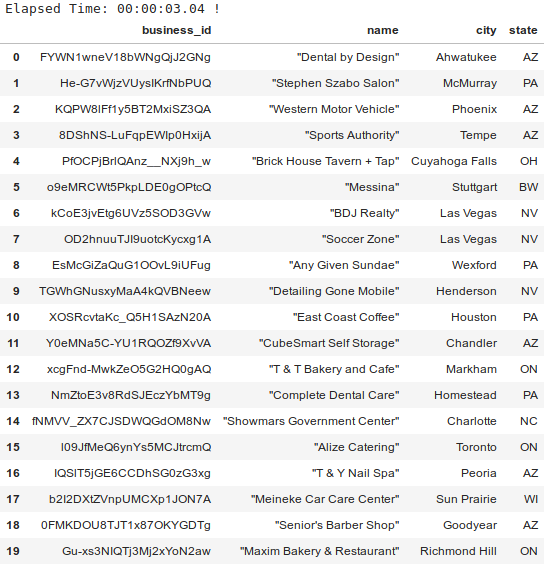 Elapsed Time: 00:00:03.04 !
business_id name city state
0 FYWN1wneV18bWNgQjJ2GNg "Dental by Design" Ahwatukee AZ
1 He-G7vWjzVUysIKrfNbPUQ "Stephen Szabo Salon" McMurray PA
2 KQPW8lFf1y5BT2MxiSZ3QA "Western Motor Vehicle" Phoenix AZ
3 8DShNS-LuFqpEWIp0HxijA "Sports Authority" Tempe AZ
4 PfOCPjBrlQAnz__NXj9h_w "Brick House Tavern + Tap" Cuyahoga Falls OH
5 o9eMRCWt5PkpLDE0gOPtcQ "Messina" Stuttgart BW
6 kCoE3jvEtg6UVz5SOD3GVw "BDJ Realty" Las Vegas NV
7 OD2hnuuTJI9uotcKycxg1A "Soccer Zone" Las Vegas NV
8 EsMcGiZaQuG1OOvL9iUFug "Any Given Sundae" Wexford PA
9 TGWhGNusxyMaA4kQVBNeew "Detailing Gone Mobile" Henderson NV
10 XOSRcvtaKc_Q5H1SAzN20A "East Coast Coffee" Houston PA
11 Y0eMNa5C-YU1RQOZf9XvVA "CubeSmart Self Storage" Chandler AZ
12 xcgFnd-MwkZeO5G2HQ0gAQ "T & T Bakery and Cafe" Markham ON
13 NmZtoE3v8RdSJEczYbMT9g "Complete Dental Care" Homestead PA
14 fNMVV_ZX7CJSDWQGdOM8Nw "Showmars Government Center" Charlotte NC
15 l09JfMeQ6ynYs5MCJtrcmQ "Alize Catering" Toronto ON
16 IQSlT5jGE6CCDhSG0zG3xg "T & Y Nail Spa" Peoria AZ
17 b2I2DXtZVnpUMCXp1JON7A "Meineke Car Care Center" Sun Prairie WI
18 0FMKDOU8TJT1x87OKYGDTg "Senior's Barber Shop" Goodyear AZ
19 Gu-xs3NIQTj3Mj2xYoN2aw "Maxim Bakery & Restaurant" Richmond Hill ON